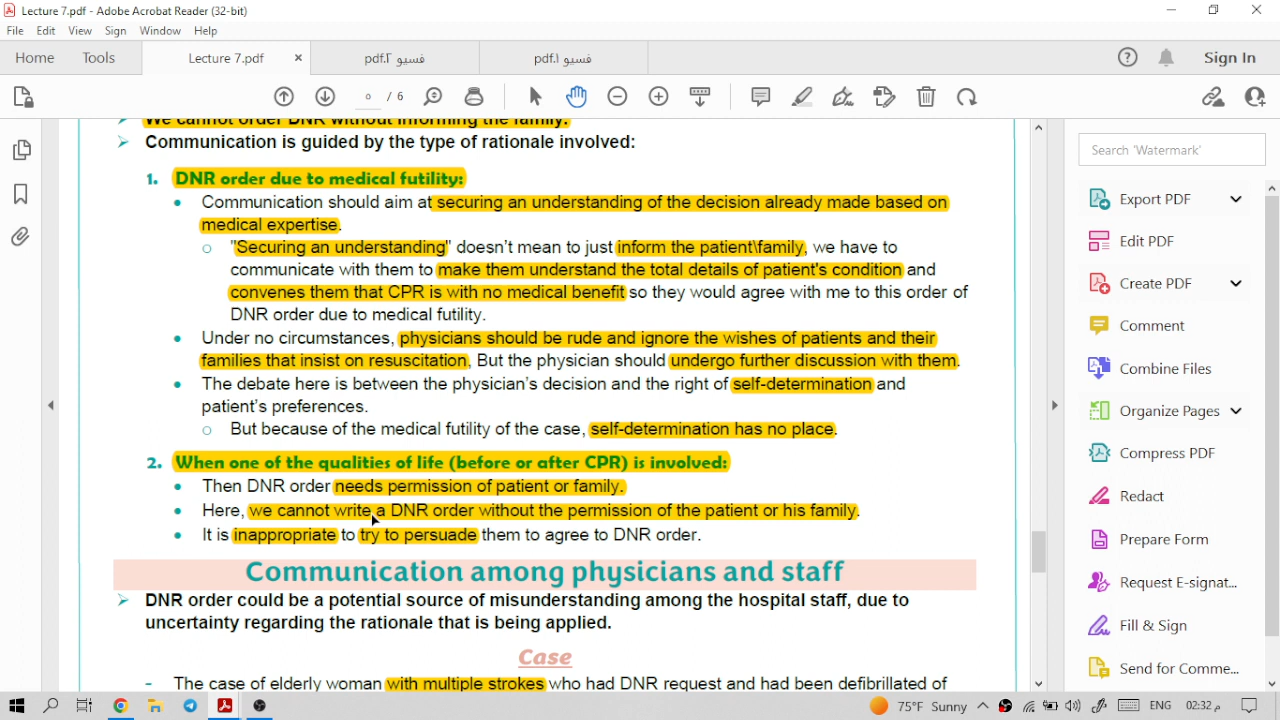 Lecture 7.pdf - Adobe Acrobat Reader (32-bit)
File Edit View Sign Window Help
Home Tools Lecture 7.pdf × فسيو ٢.pdf فسيو ١.pdf Sign In
٥ / 6
➢ We cannot order DNR without informing the family.
➢ Communication is guided by the type of rationale involved:
1. DNR order due to medical futility:
• Communication should aim at securing an understanding of the decision already made based on
medical expertise.
o "Securing an understanding" doesn't mean to just inform the patient\family, we have to
communicate with them to make them understand the total details of patient's condition and
convenes them that CPR is with no medical benefit so they would agree with me to this order of
DNR order due to medical futility.
• Under no circumstances, physicians should be rude and ignore the wishes of patients and their
families that insist on resuscitation, But the physician should undergo further discussion with them.
• The debate here is between the physician's decision and the right of self-determination and
patient's preferences.
o But because of the medical futility of the case, self-determination has no place.
2. When one of the qualities of life (before or after CPR) is involved:
• Then DNR order needs permission of patient or family.
• Here, we cannot write a DNR order without the permission of the patient or his family.
• It is inappropriate to try to persuade them to agree to DNR order.
Communication among physicians and staff
➢ DNR order could be a potential source of misunderstanding among the hospital staff, due to
uncertainty regarding the rationale that is being applied.
Case
- The case of elderly woman with multiple strokes who had DNR request and had been defibrillated of
Search 'Watermark'
Export PDF
Edit PDF
Create PDF
Comment
Combine Files
Organize Pages
Compress PDF
Redact
Prepare Form
Request E-signat...
Fill & Sign
Send for Comme...
75°F Sunny ENG 02:32 م